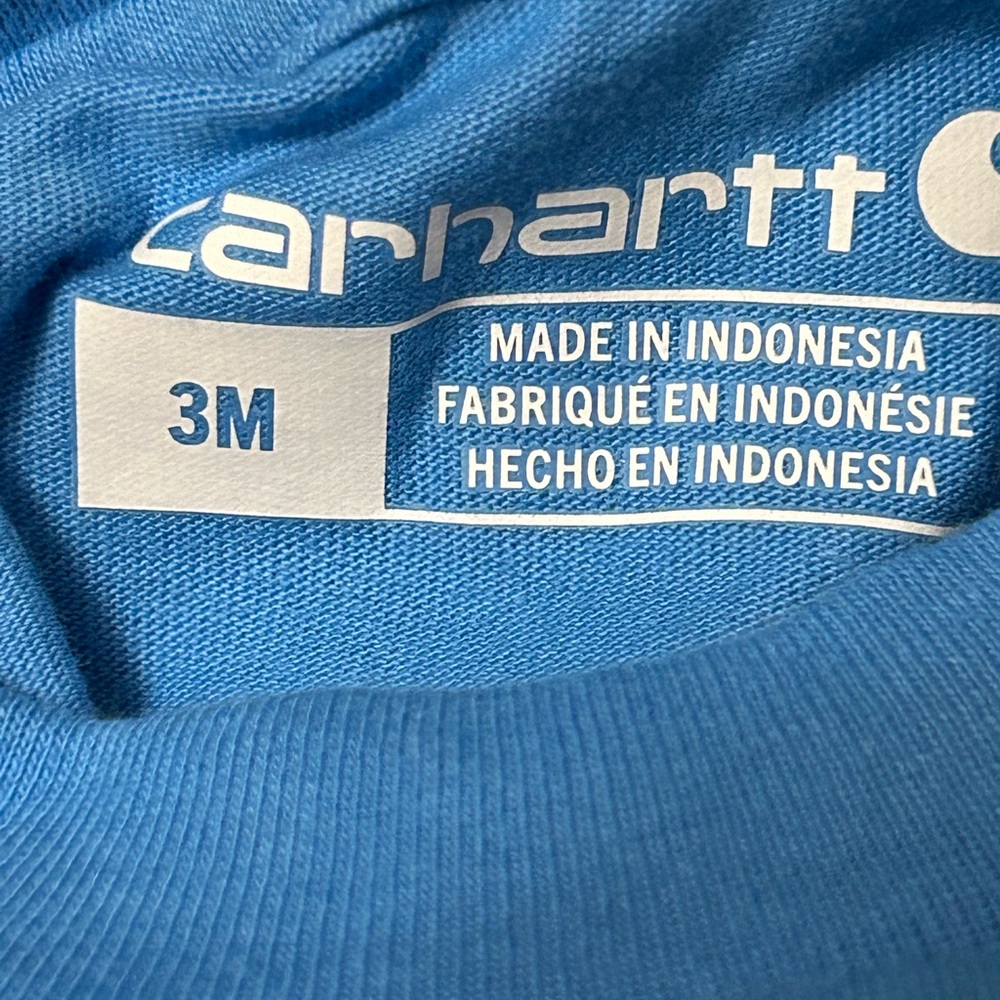 carhartt
3M
MADE IN INDONESIA
FABRIQUÉ EN INDONÉSIE
HECHO EN INDONESIA